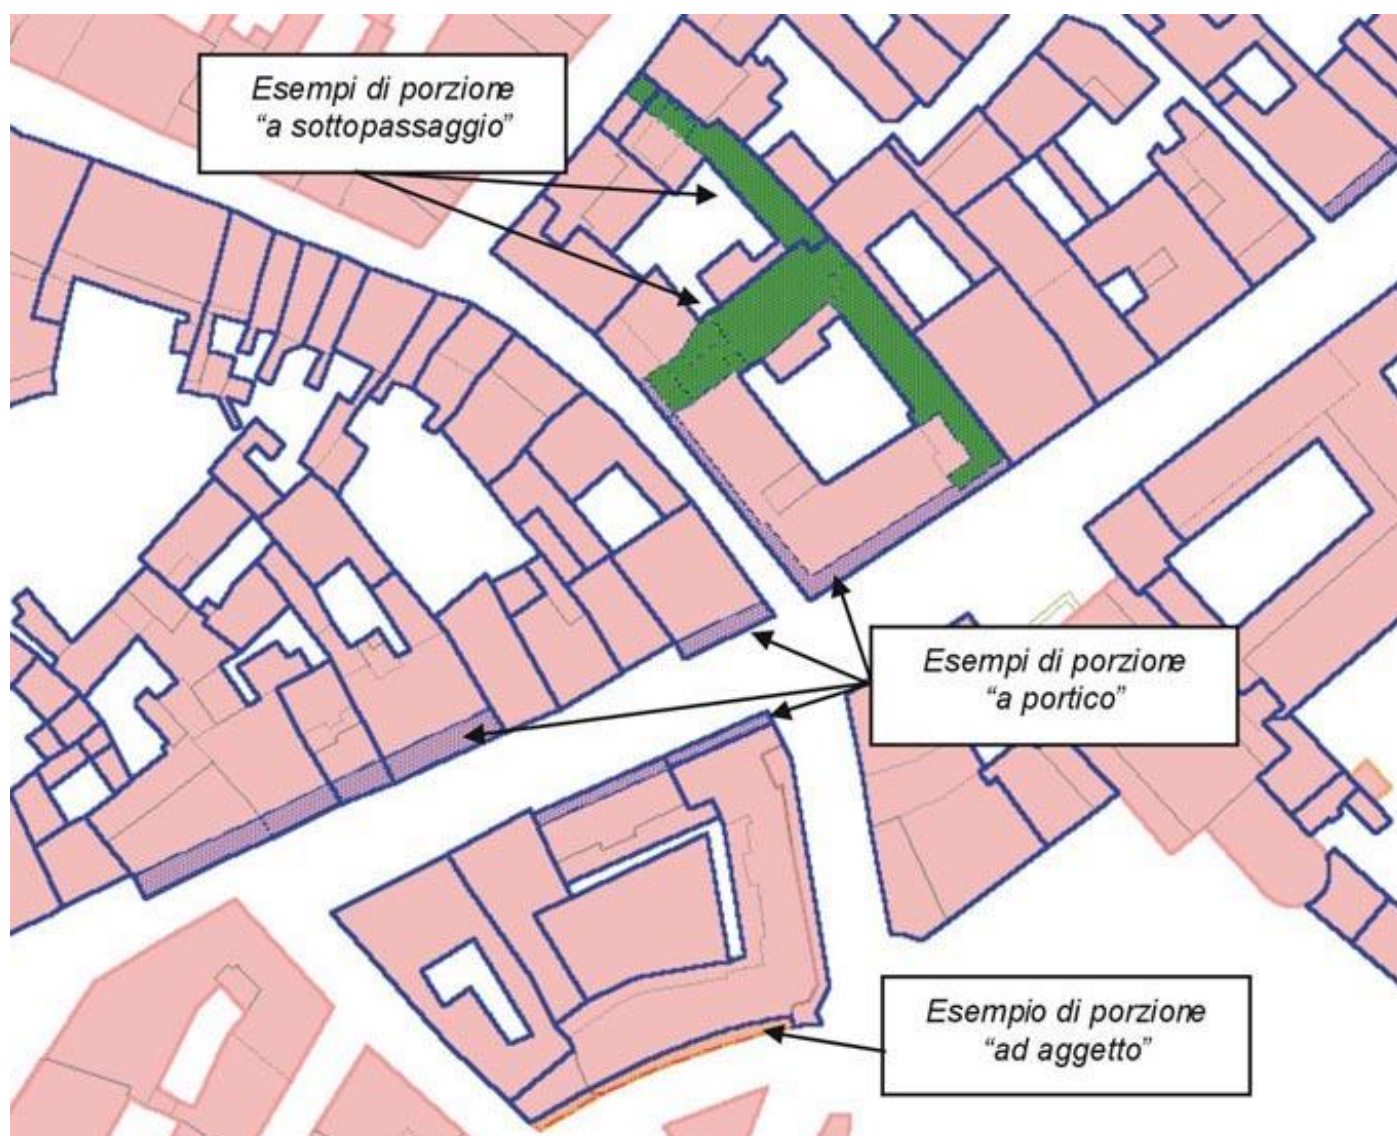 Esempi di porzione
“a sottopassaggio”
Esempi di porzione
“a portico”
Esempio di porzione
“ad aggetto”